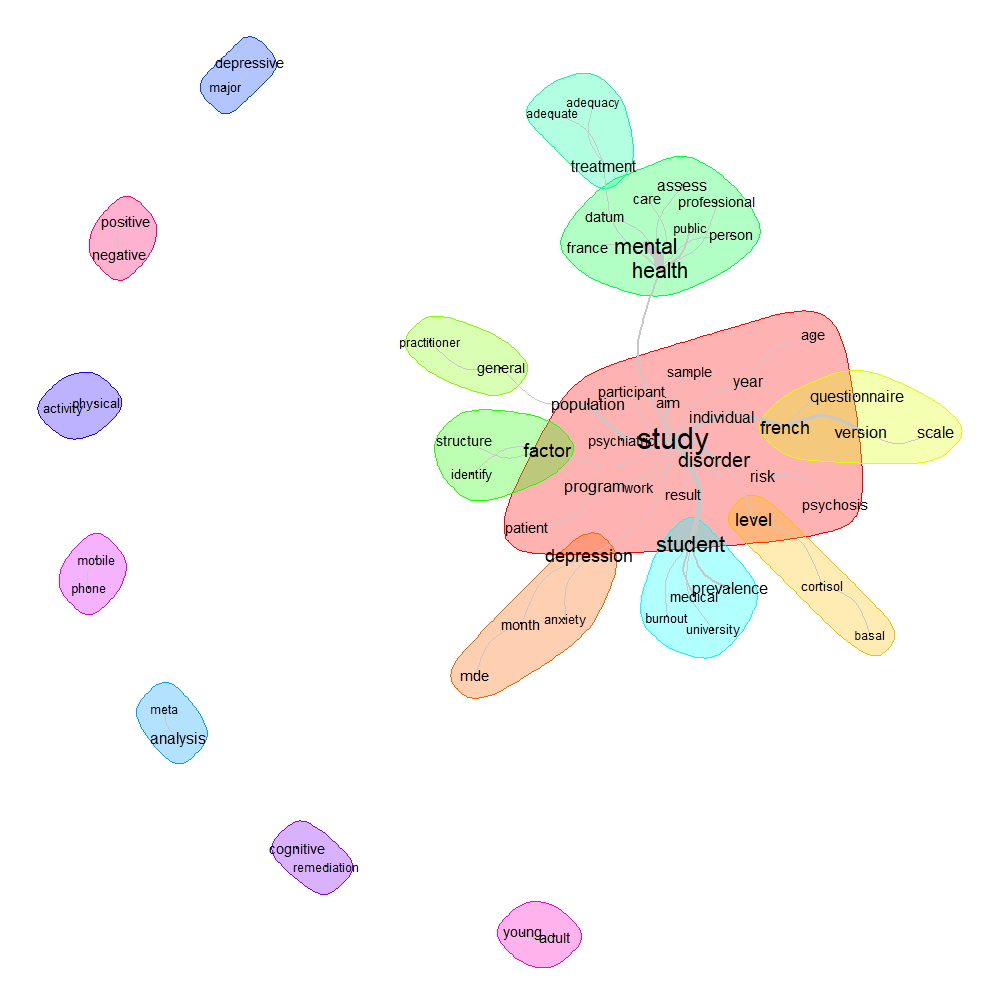 depressive
major
adequacy
adequate
treatment
assess
care
professional
datum
public
person
france
mental
health
positive
negative
practitioner
general
age
sample
year
participant
population
aim
individual
questionnaire
french
version
scale
psychiatric
study
disorder
structure
factor
identify
program
work
result
risk
psychosis
patient
activity
physical
level
student
depression
mobile
phone
prevalence
medical
cortisol
burnout
university
basal
month
anxiety
mde
meta
analysis
cognitive
remediation
young
adult